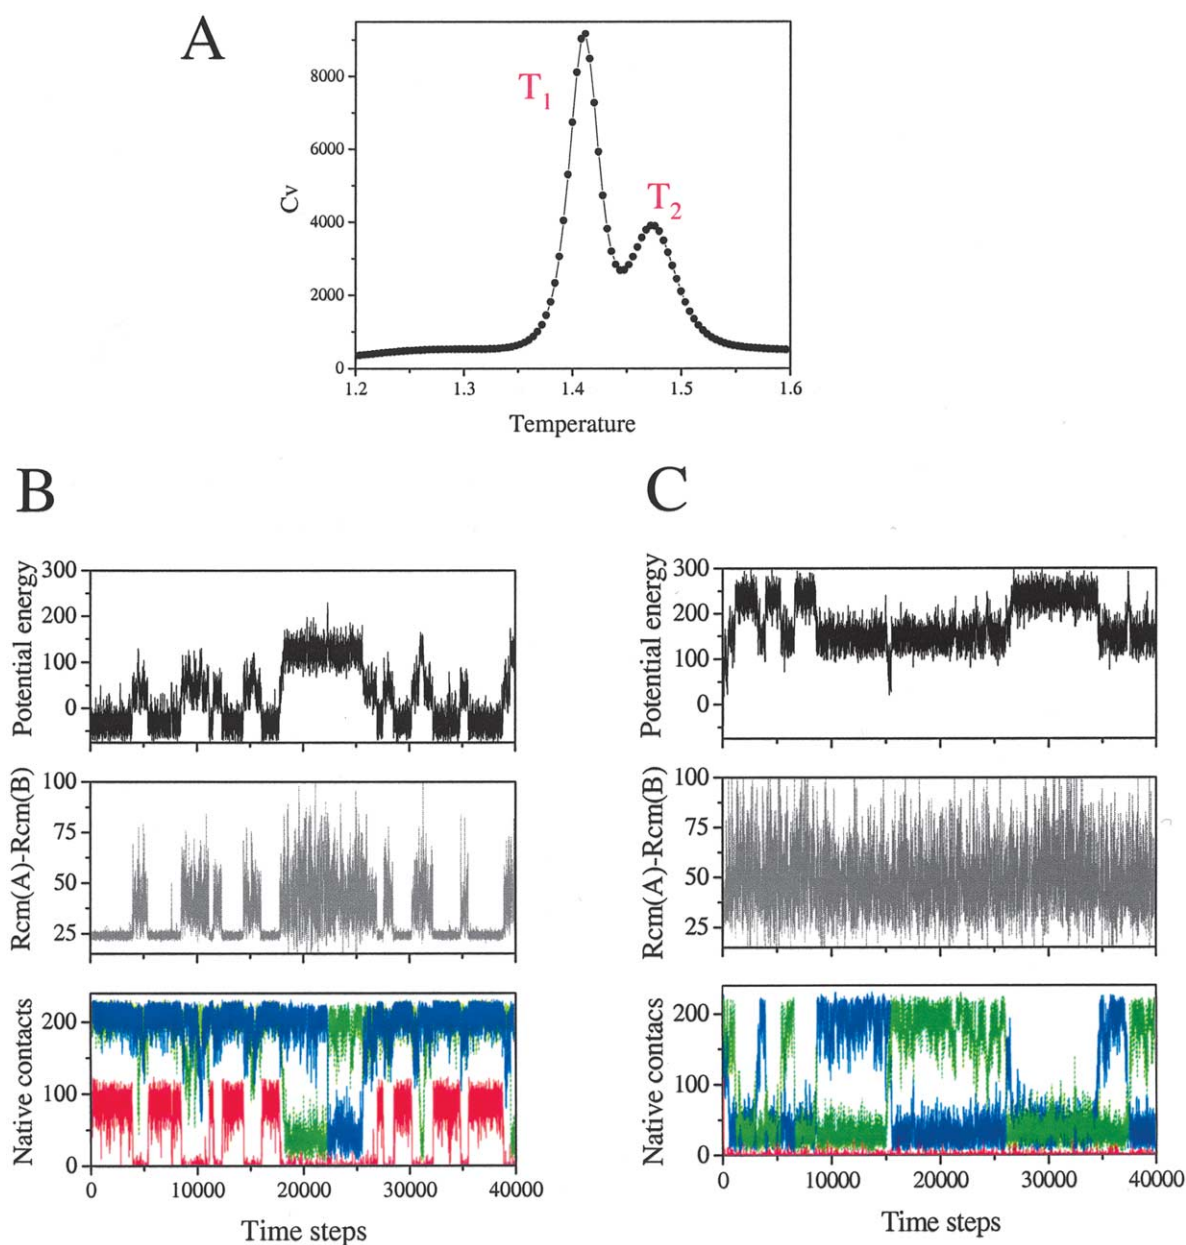 A
8000
6000
4000
2000
0
Cv
T1
T2
1.2 1.3 1.4 1.5 1.6
Temperature
B
300
200
100
0
Potential energy
100
75
50
25
Rcm(A)-Rcm(B)
200
100
0
Native contacts
0 10000 20000 30000 40000
Time steps
C
300
200
100
0
Potential energy
100
75
50
25
Rcm(A)-Rcm(B)
200
100
0
Native contacs
0 10000 20000 30000 40000
Time steps